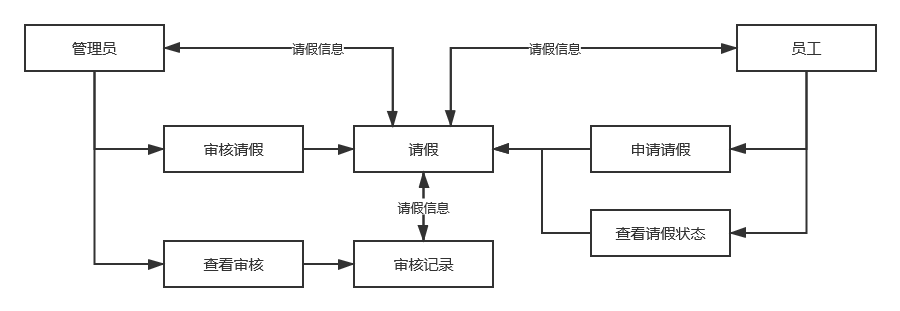 管理员
请假信息
请假信息
员工
审核请假
请假
申请请假
请假信息
查看请假状态
查看审核
审核记录